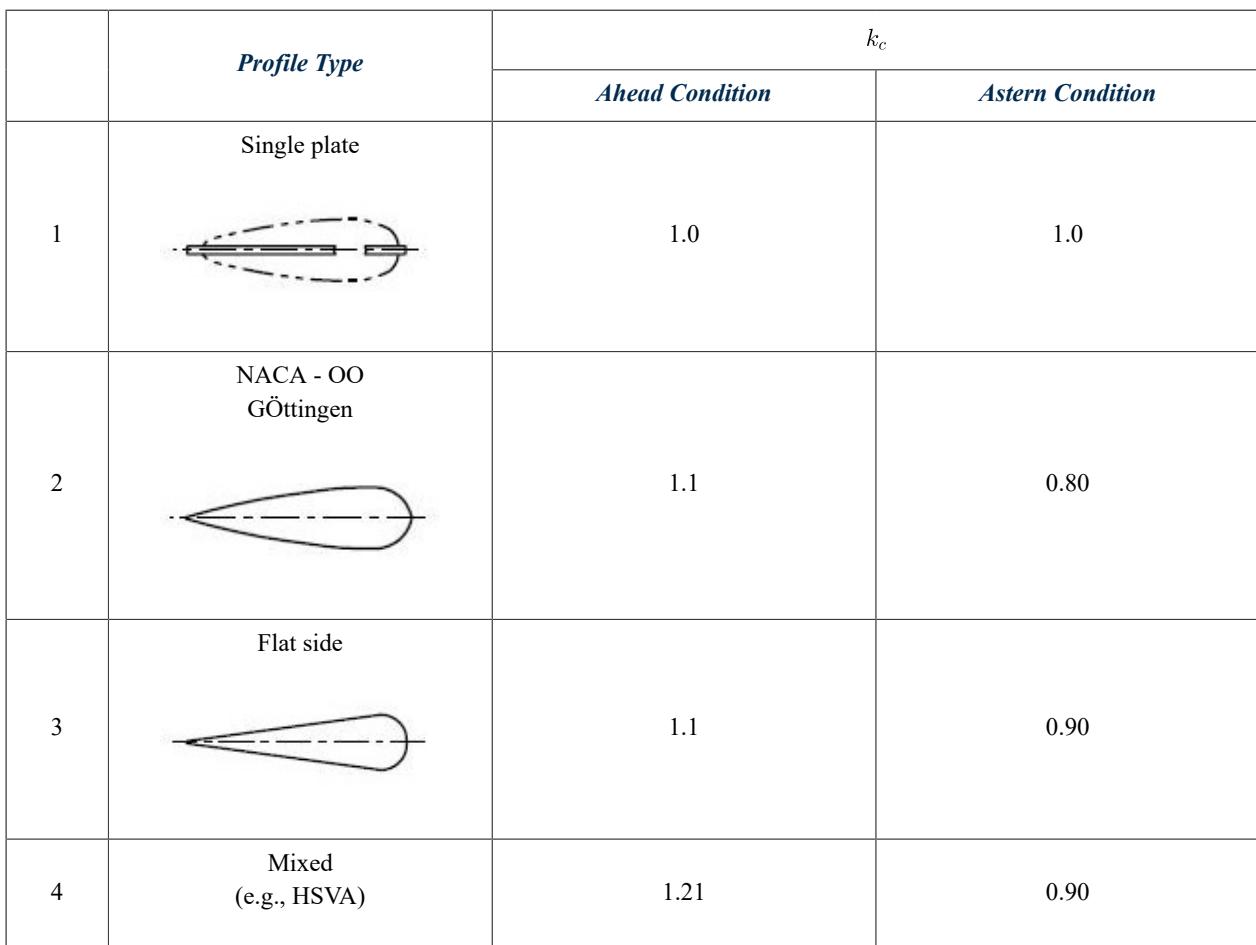 Profile Type
k_c
Ahead Condition
Astern Condition
1
Single plate
1.0
1.0
2
NACA - OO
GÖttingen
1.1
0.80
3
Flat side
1.1
0.90
4
Mixed
(e.g., HSVA)
1.21
0.90